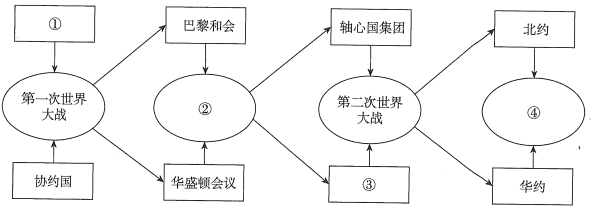 ①
巴黎和会
轴心国集团
北约
第一次世界
大战
②
第二次世界
大战
④
协约国
华盛顿会议
③
华约